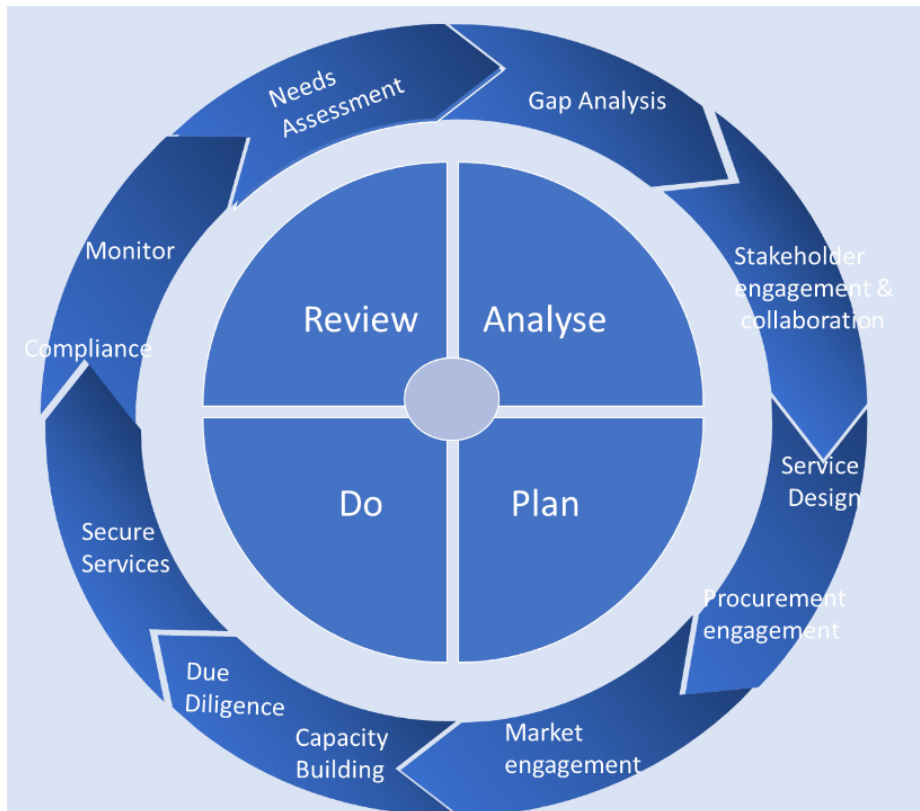 Needs
Assessment
Gap Analysis
Stakeholder
engagement &
collaboration
Service
Design
Procurement
engagement
Market
engagement
Capacity
Building
Due
Diligence
Secure
Services
Compliance
Monitor
Review
Analyse
Do
Plan